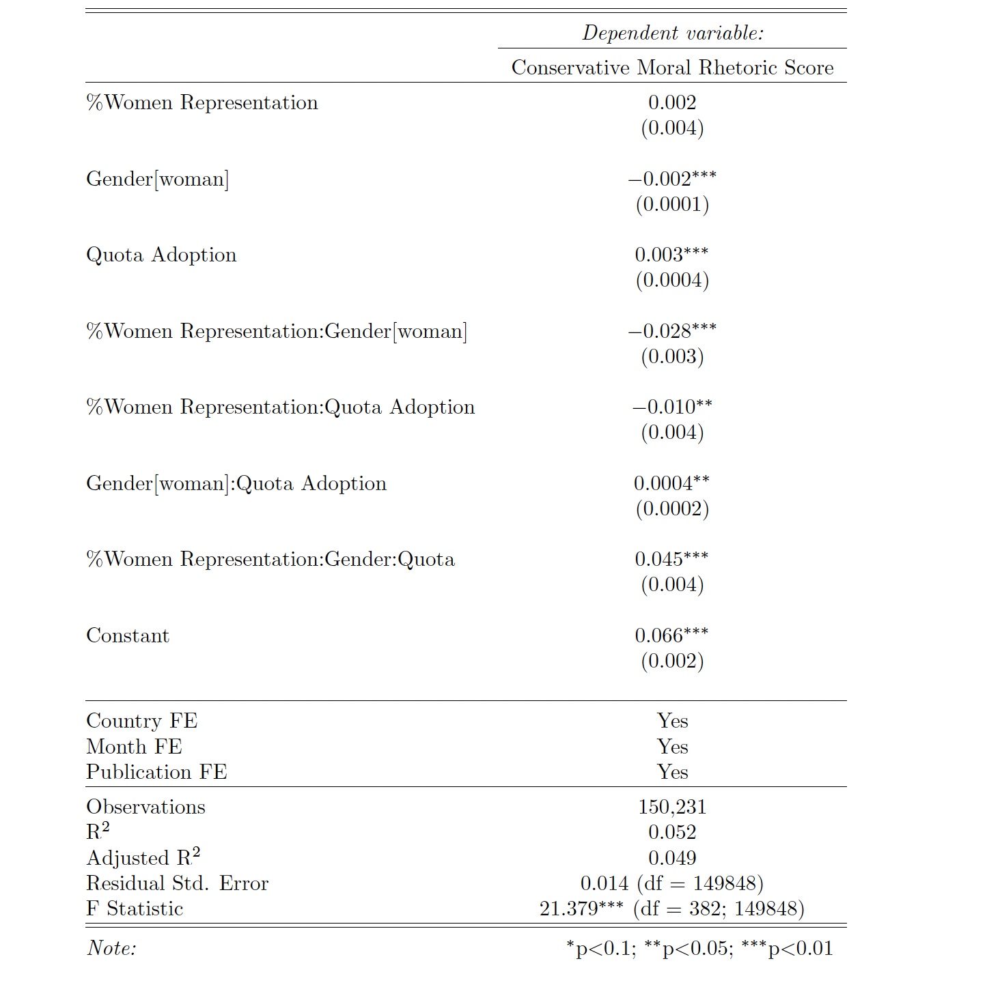 Dependent variable:
Conservative Moral Rhetoric Score
%Women Representation 0.002
(0.004)
Gender[woman] −0.002***
(0.0001)
Quota Adoption 0.003***
(0.0004)
%Women Representation:Gender[woman] −0.028***
(0.003)
%Women Representation:Quota Adoption −0.010**
(0.004)
Gender[woman]:Quota Adoption 0.0004**
(0.0002)
%Women Representation:Gender:Quota 0.045***
(0.004)
Constant 0.066***
(0.002)
Country FE Yes
Month FE Yes
Publication FE Yes
Observations 150,231
R² 0.052
Adjusted R² 0.049
Residual Std. Error 0.014 (df = 149848)
F Statistic 21.379*** (df = 382; 149848)
Note: *p<0.1; **p<0.05; ***p<0.01